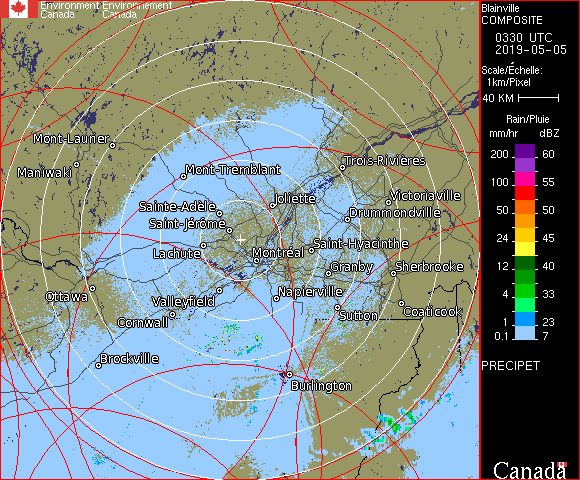 Environment Environnement
Canada Canada
Blainville
COMPOSITE
0330 UTC
2019-05-05
Scale/Échelle:
1km/Pixel
40 KM
Rain/Pluie
mm/hr dBZ
200 60
100 55
50 50
24 45
12 40
4 33
1 23
0.1 7
PRECIPET
Canada
Mont-Laurier
Maniwaki
Mont-Tremblant
Trois-Rivières
Joliette
Victoriaville
Sainte-Adèle
Drummondville
Saint-Jérôme
Lachute
Montréal
Saint-Hyacinthe
Granby
Sherbrooke
Ottawa
Valleyfield
Napierville
Cornwall
Sutton
Coaticook
Brockville
Burlington